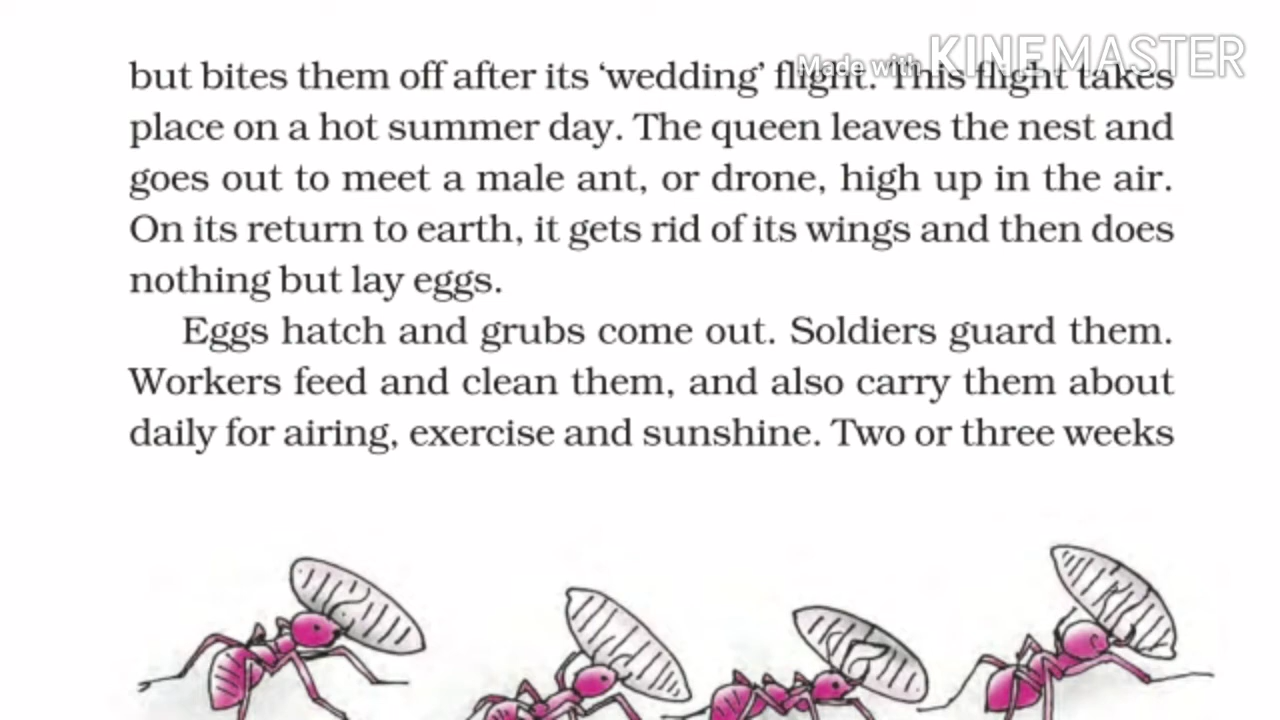 Made with KINEMASTER
but bites them off after its ‘wedding’ flight. This flight takes
place on a hot summer day. The queen leaves the nest and
goes out to meet a male ant, or drone, high up in the air.
On its return to earth, it gets rid of its wings and then does
nothing but lay eggs.
Eggs hatch and grubs come out. Soldiers guard them.
Workers feed and clean them, and also carry them about
daily for airing, exercise and sunshine. Two or three weeks